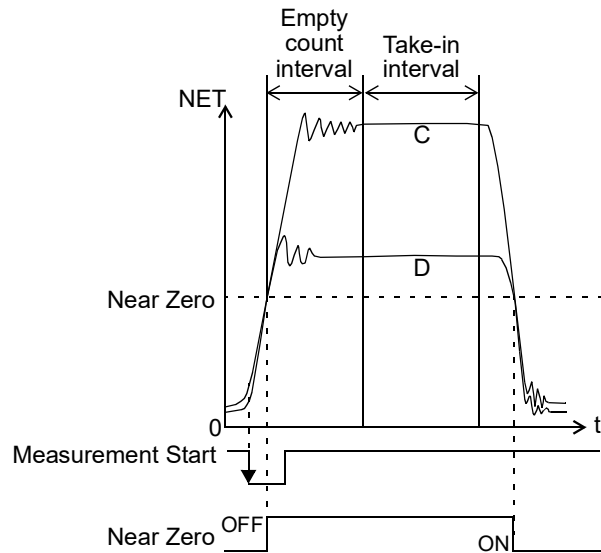 Empty
count
interval
Take-in
interval
NET
C
D
Near Zero
0
t
Measurement Start
OFF
Near Zero
ON